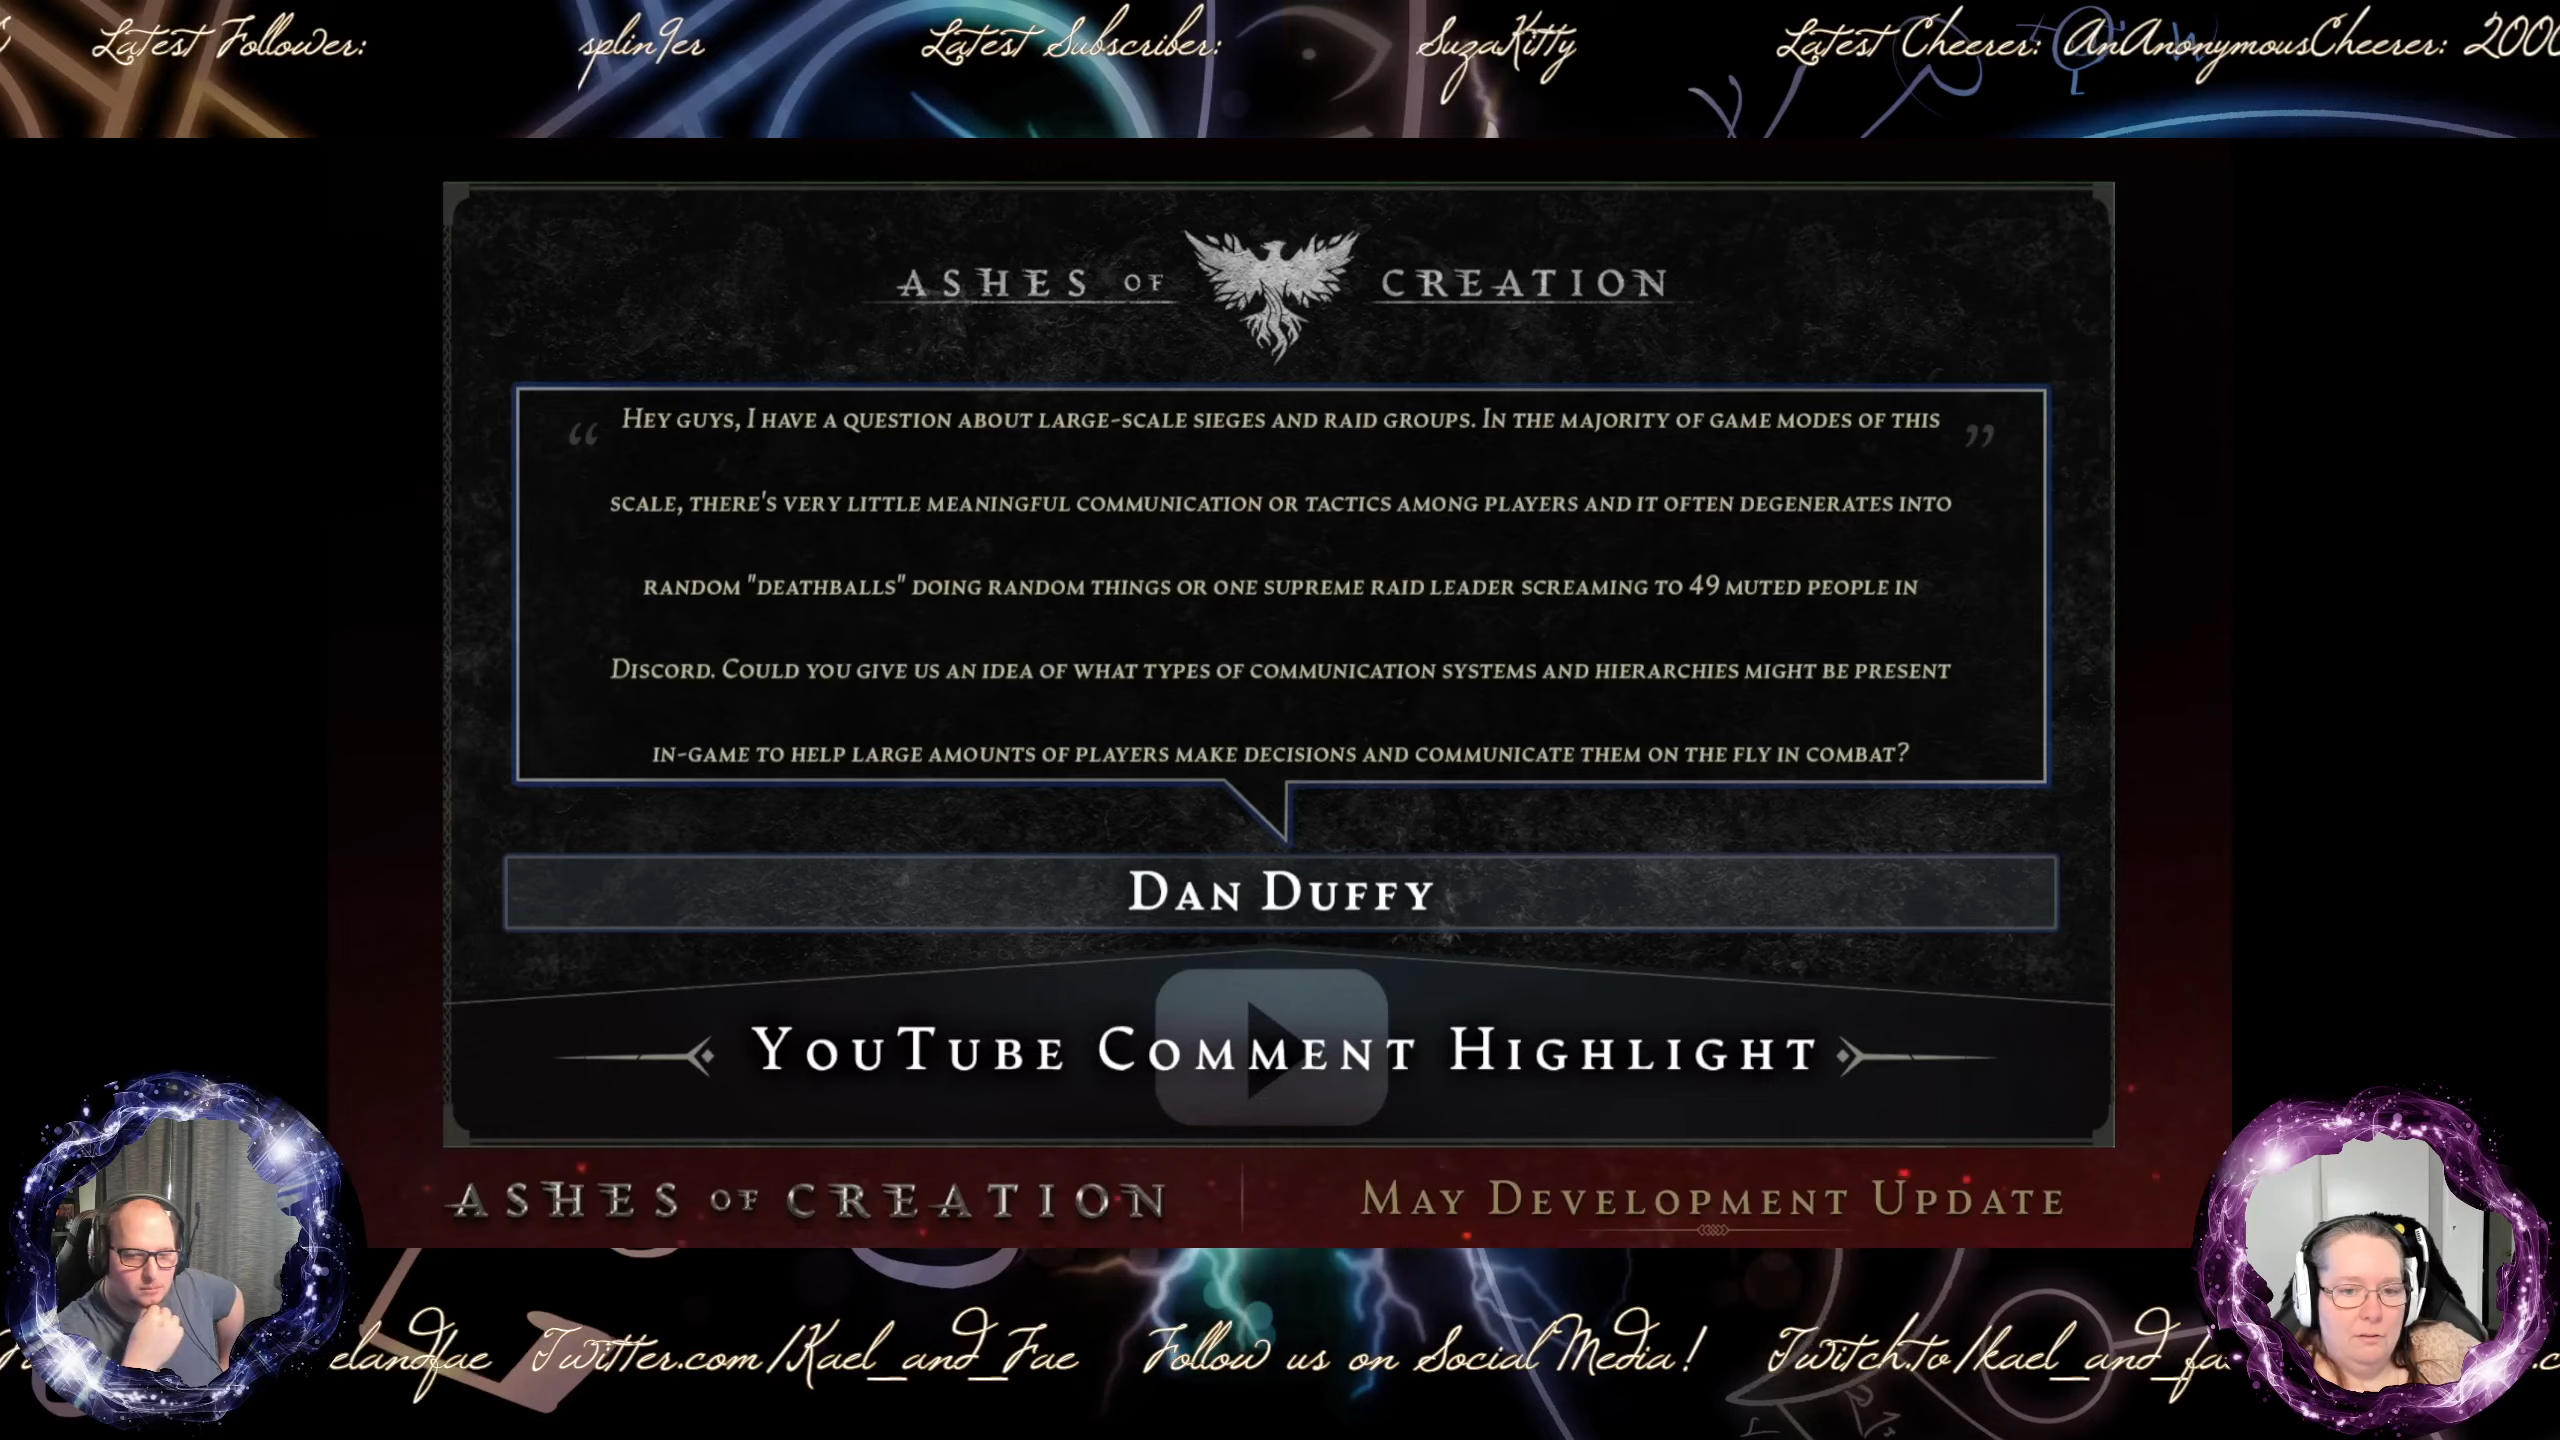 Latest Follower: splin9er Latest Subscriber: SuzaKitty Latest Cheerer: AnAnonymousCheerer: 2000
ASHES OF CREATION
“ Hey guys, I have a question about large-scale sieges and raid groups. In the majority of game modes of this ”
scale, there's very little meaningful communication or tactics among players and it often degenerates into
random "deathballs" doing random things or one supreme raid leader screaming to 49 muted people in
Discord. Could you give us an idea of what types of communication systems and hierarchies might be present
in-game to help large amounts of players make decisions and communicate them on the fly in combat?
Dan Duffy
YouTube Comment Highlight
ASHES OF CREATION
May Development Update
elandfae Twitter.com/Kael_and_Fae Follow us on Social Media! Twitch.tv/kael_and_fa